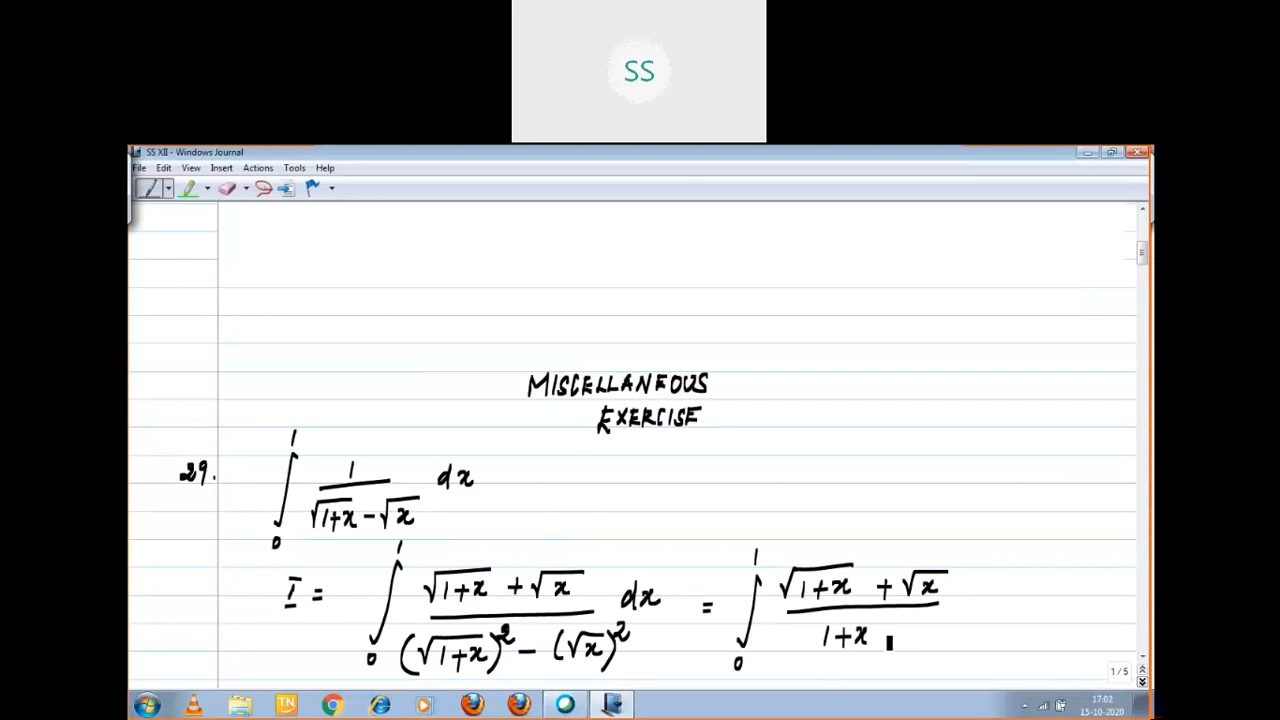 SS
SS XII - Windows Journal
File Edit View Insert Actions Tools Help
MISCELLANEOUS
EXERCISE
29. ∫₀¹ 1/(√(1+x) − √x) dx
I = ∫₀¹ (√(1+x) + √x)/((√(1+x))² − (√x)²) dx = ∫₀¹ (√(1+x) + √x)/(1+x
1/5
TN
17:02
15-10-2020